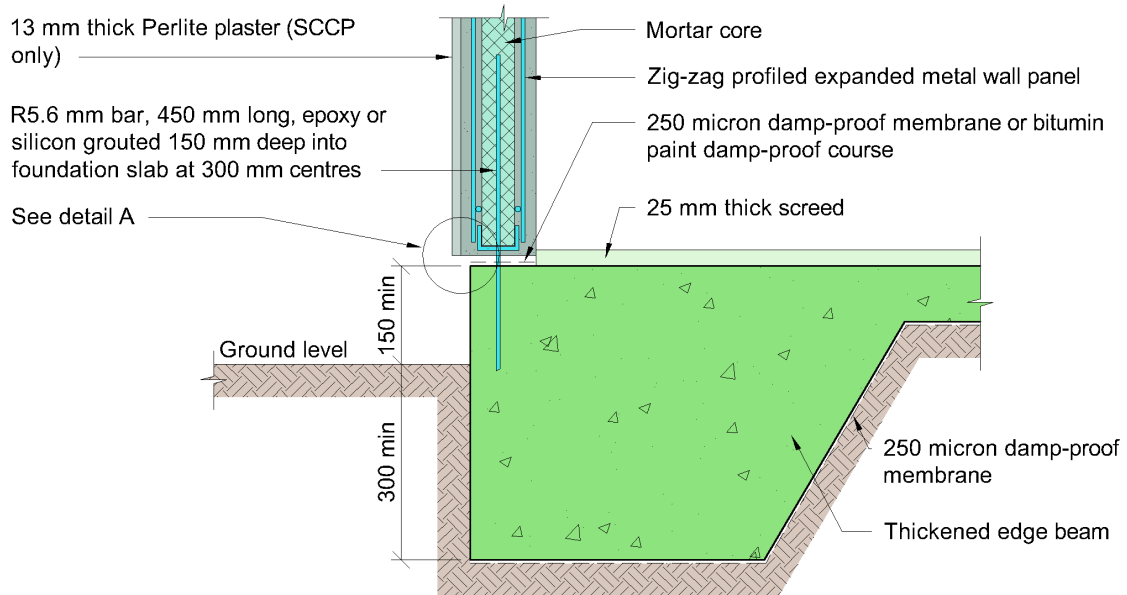 13 mm thick Perlite plaster (SCCP
only)
R5.6 mm bar, 450 mm long, epoxy or
silicon grouted 150 mm deep into
foundation slab at 300 mm centres
See detail A
Mortar core
Zig-zag profiled expanded metal wall panel
250 micron damp-proof membrane or bitumin
paint damp-proof course
25 mm thick screed
150 min
Ground level
300 min
250 micron damp-proof
membrane
Thickened edge beam